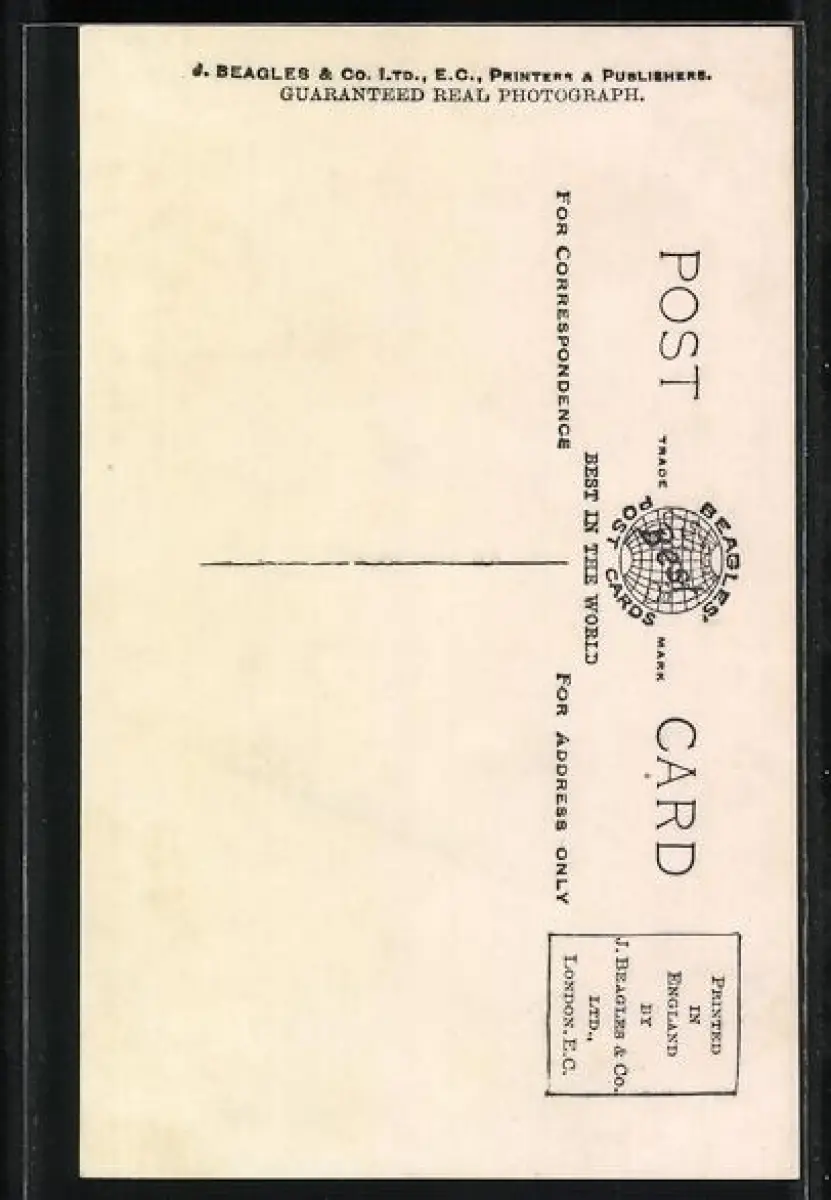 J. BEAGLES & Co. LTD., E.C., PRINTERS & PUBLISHERS.
GUARANTEED REAL PHOTOGRAPH.
POST CARD
TRADE MARK
BEAGLES'
Best
POST CARDS
BEST IN THE WORLD
FOR CORRESPONDENCE
FOR ADDRESS ONLY
PRINTED
IN
ENGLAND
BY
J. BEAGLES & Co.
LTD.,
LONDON. E.C.